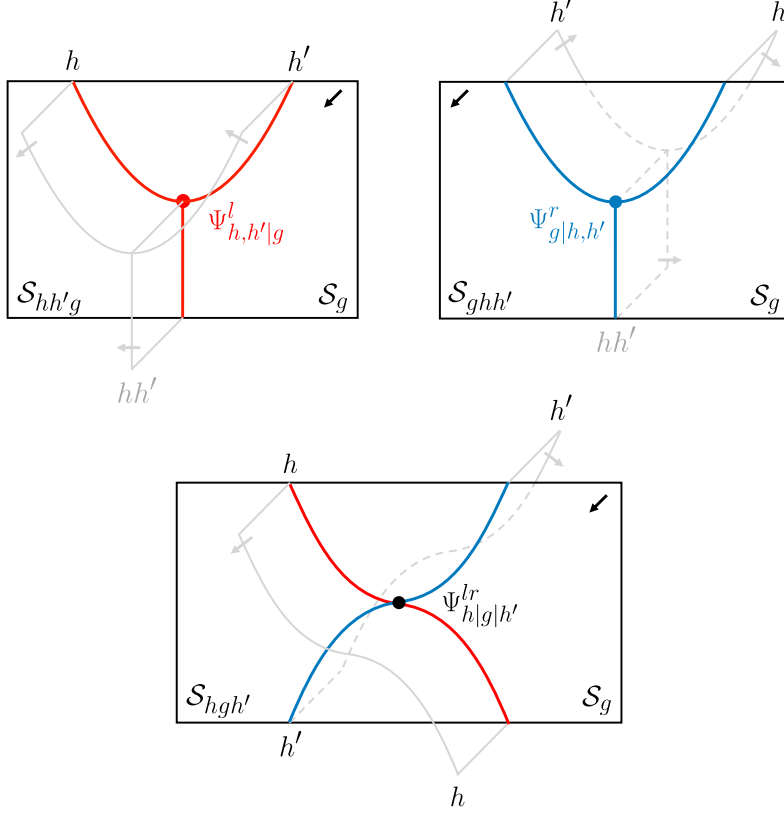 h h′ h′ h
Ψ^l_{h,h′|g} Ψ^r_{g|h,h′}
𝒮_{hh′g} 𝒮_g 𝒮_{ghh′} 𝒮_g
hh′ hh′
h′
h
Ψ^{lr}_{h|g|h′}
𝒮_{hgh′} 𝒮_g
h′
h